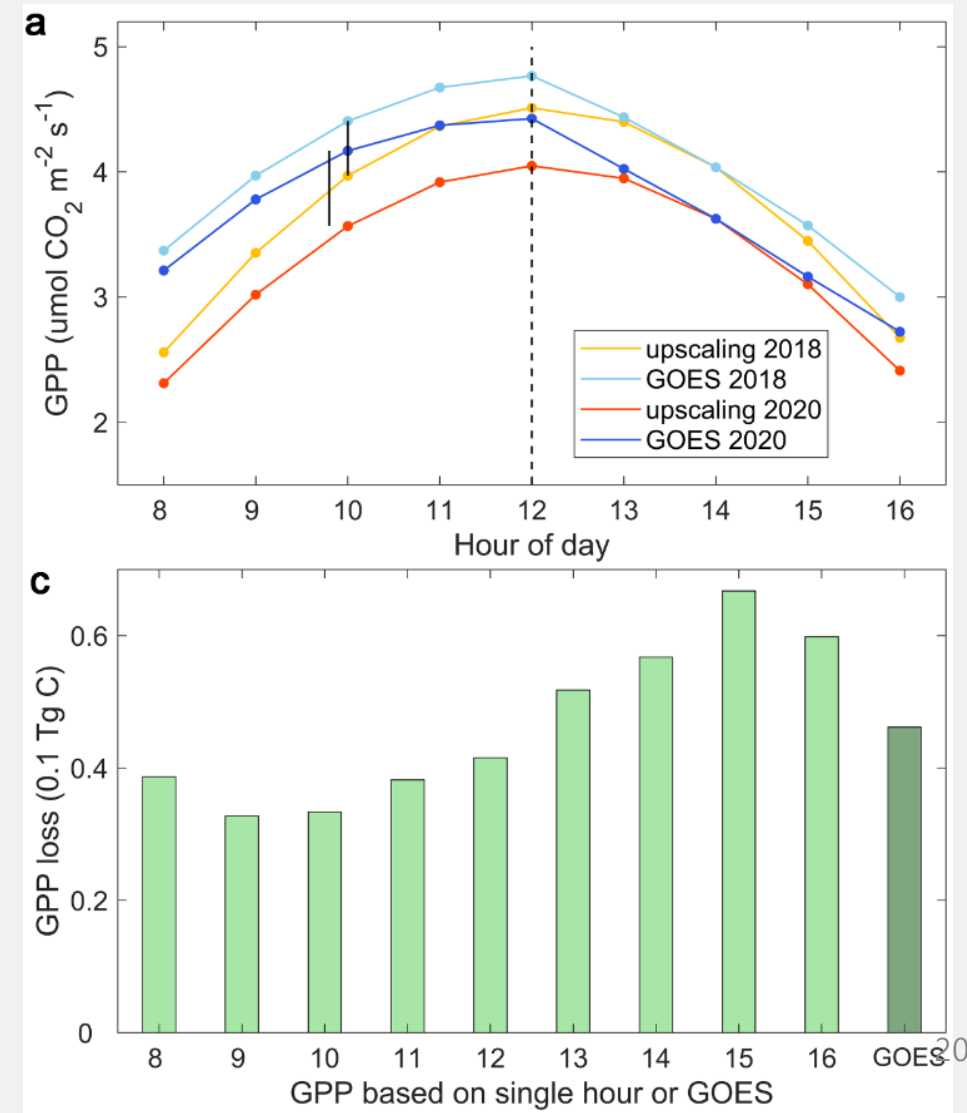 a
GPP (umol CO2 m-2 s-1)
5
4
3
2
upscaling 2018
GOES 2018
upscaling 2020
GOES 2020
8 9 10 11 12 13 14 15 16
Hour of day
c
GPP loss (0.1 Tg C)
0.6
0.4
0.2
0
8 9 10 11 12 13 14 15 16 GOES
20
GPP based on single hour or GOES